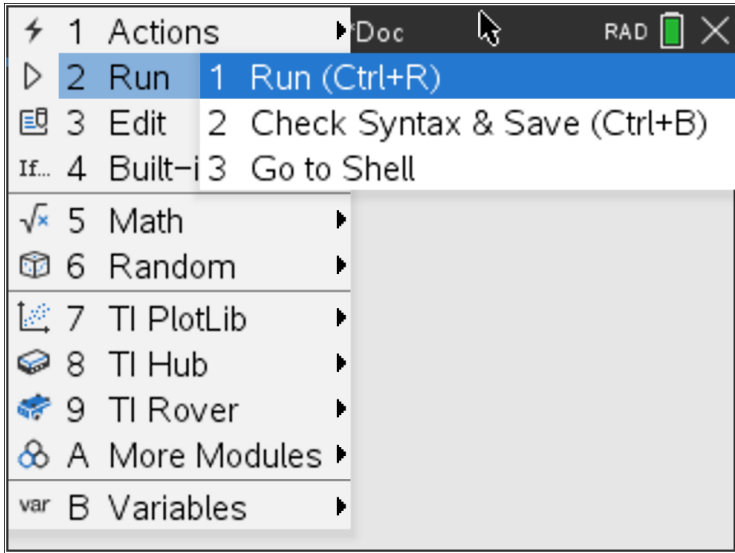 1 Actions
*Doc RAD
2 Run
1 Run (Ctrl+R)
3 Edit
2 Check Syntax & Save (Ctrl+B)
If... 4 Built-i
3 Go to Shell
√x 5 Math
6 Random
7 TI PlotLib
8 TI Hub
9 TI Rover
A More Modules
var B Variables